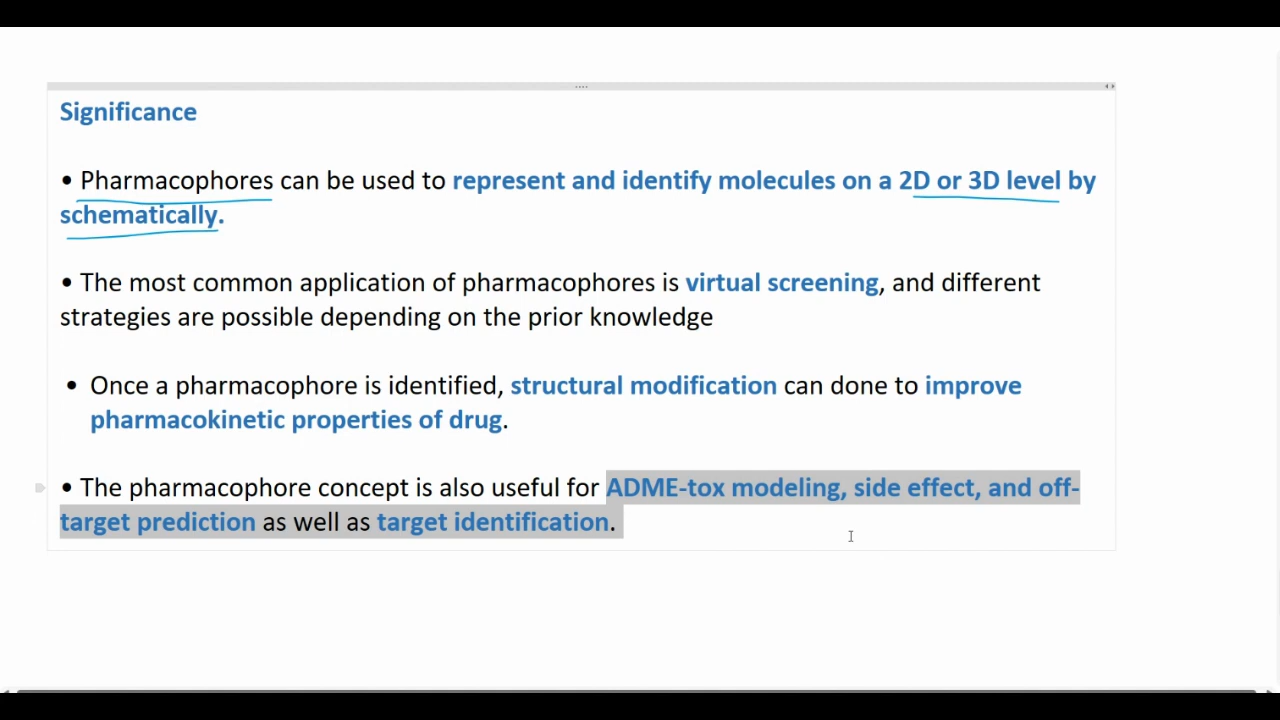 Significance
• Pharmacophores can be used to represent and identify molecules on a 2D or 3D level by
schematically.
• The most common application of pharmacophores is virtual screening, and different
strategies are possible depending on the prior knowledge
• Once a pharmacophore is identified, structural modification can done to improve
pharmacokinetic properties of drug.
• The pharmacophore concept is also useful for ADME-tox modeling, side effect, and off-
target prediction as well as target identification.